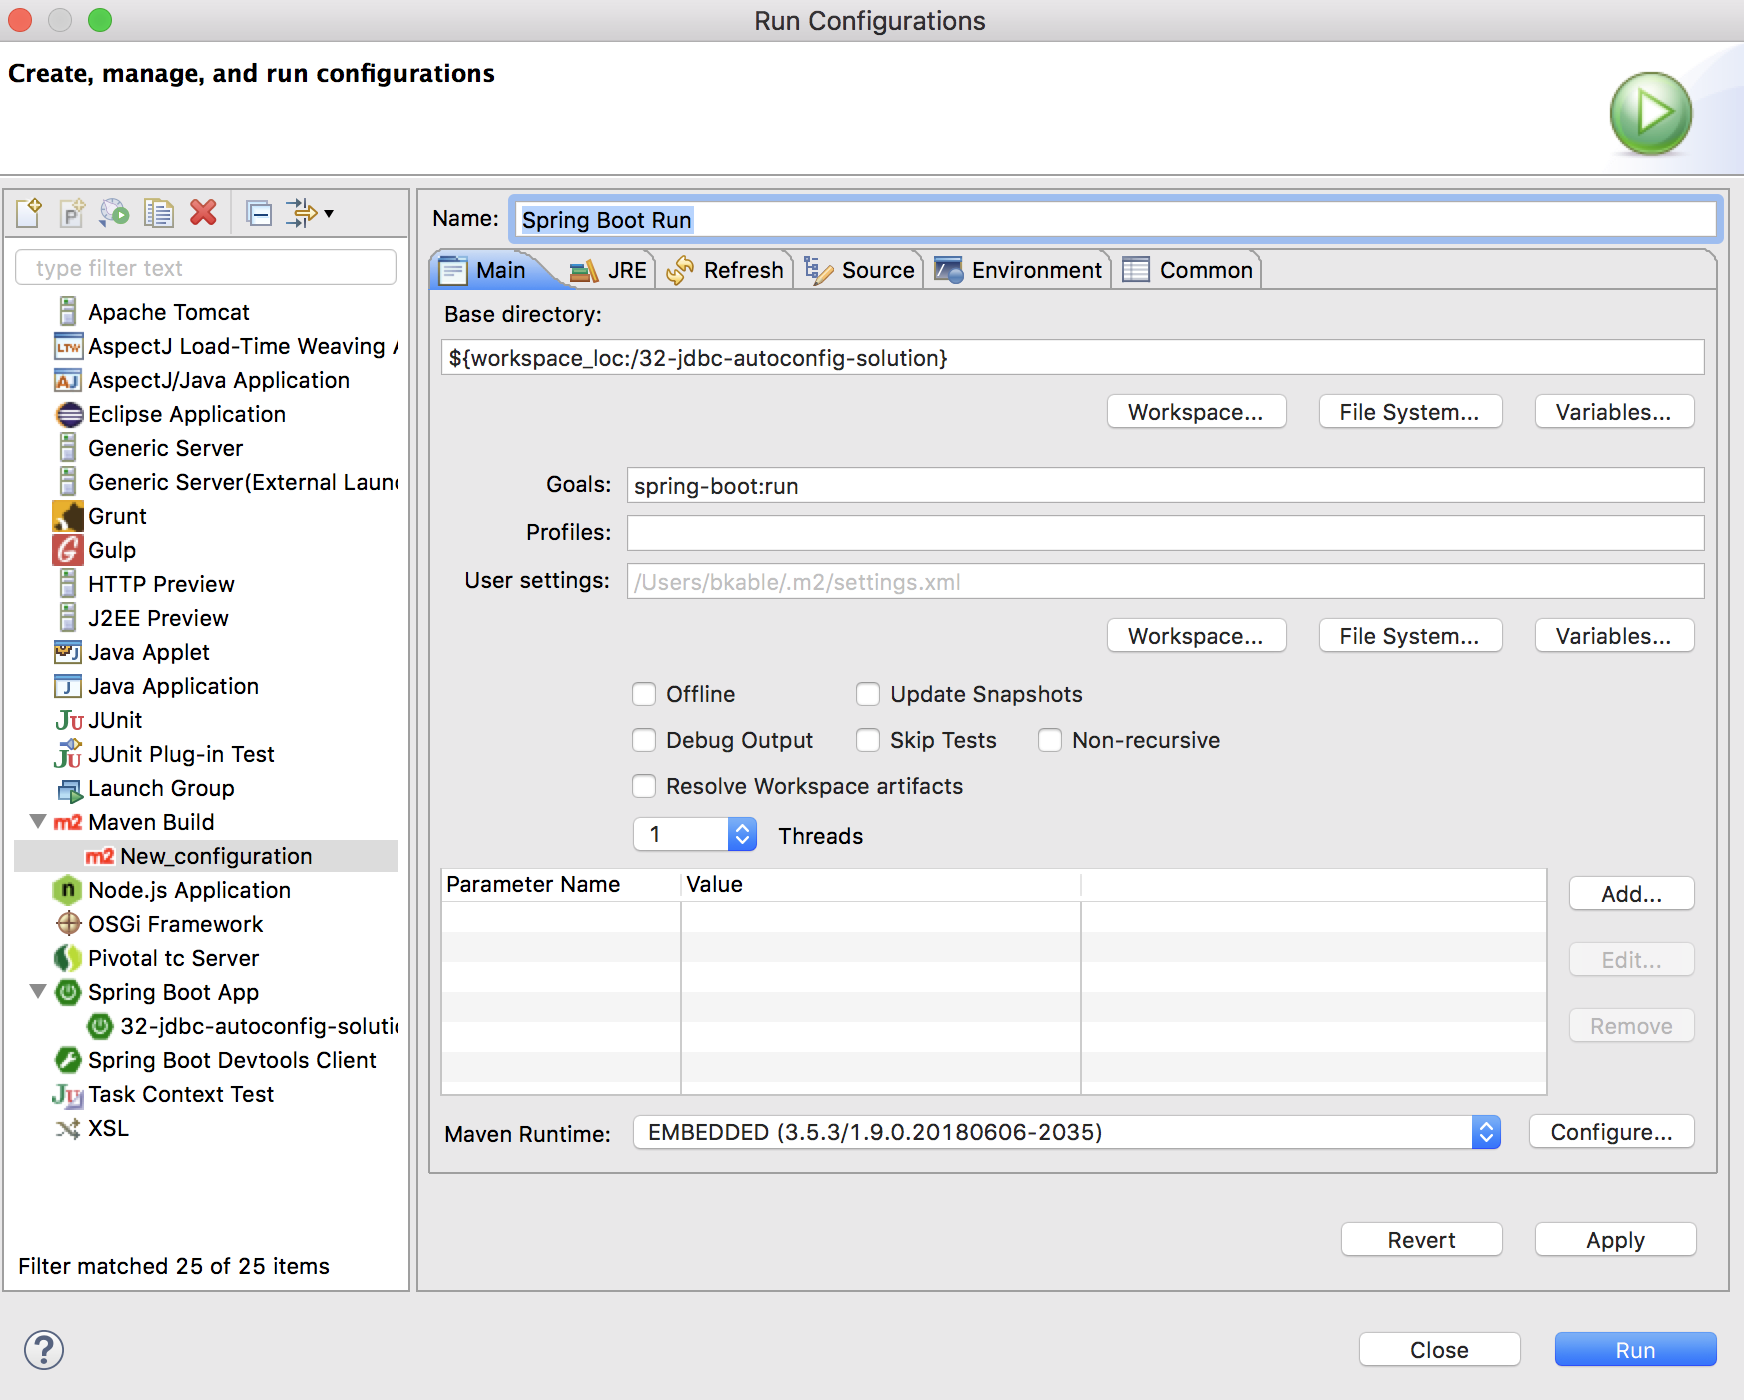 Run Configurations
Create, manage, and run configurations
type filter text
Apache Tomcat
AspectJ Load-Time Weaving
AspectJ/Java Application
Eclipse Application
Generic Server
Generic Server(External
Grunt
Gulp
HTTP Preview
J2EE Preview
Java Applet
Java Application
JUnit
JUnit Plug-in Test
Launch Group
Maven Build
New_configuration
Node.js Application
OSGi Framework
Pivotal tc Server
Spring Boot App
32-jdbc-autoconfig-soluti
Spring Boot Devtools Client
Task Context Test
XSL
Filter matched 25 of 25 items
Name: Spring Boot Run
Main JRE Refresh Source Environment Common
Base directory:
${workspace_loc:/32-jdbc-autoconfig-solution}
Workspace... File System... Variables...
Goals: spring-boot:run
Profiles:
User settings: /Users/bkable/.m2/settings.xml
Workspace... File System... Variables...
Offline Update Snapshots
Debug Output Skip Tests Non-recursive
Resolve Workspace artifacts
1 Threads
Parameter Name Value
Add...
Edit...
Remove
Maven Runtime: EMBEDDED (3.5.3/1.9.0.20180606-2035) Configure...
Revert Apply
Close Run